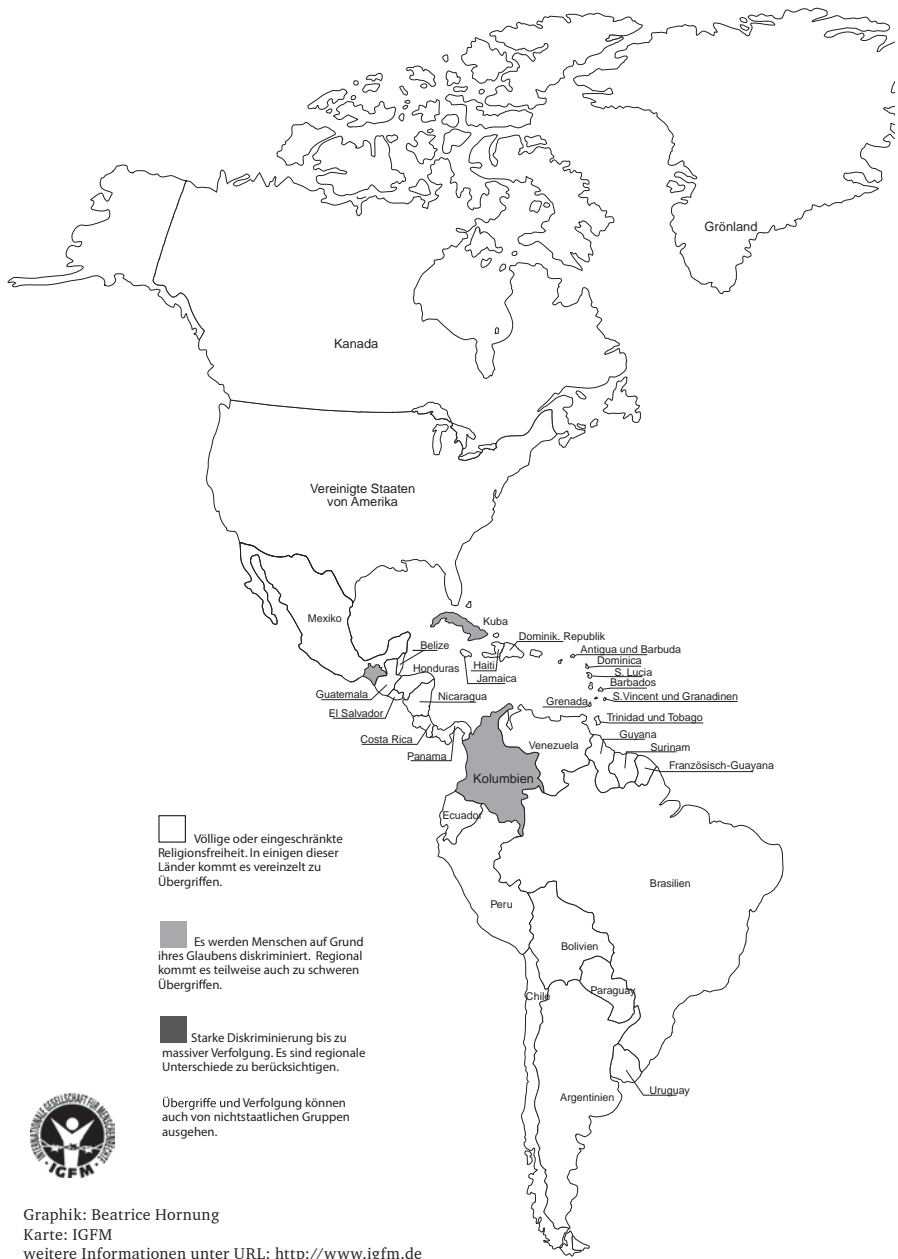 Grönland
Kanada
Vereinigte Staaten
von Amerika
Mexiko
Kuba
Dominik. Republik
Belize
Antigua und Barbuda
Dominica
Honduras
Haiti
S. Lucia
Jamaica
Barbados
Guatemala
Nicaragua
Grenada
S.Vincent und Granadinen
El Salvador
Trinidad und Tobago
Costa Rica
Guyana
Venezuela
Surinam
Panama
Französisch-Guayana
Kolumbien
Ecuador
Brasilien
Peru
Bolivien
Chile
Paraguay
Uruguay
Argentinien
Völlige oder eingeschränkte
Religionsfreiheit. In einigen dieser
Länder kommt es vereinzelt zu
Übergriffen.
Es werden Menschen auf Grund
ihres Glaubens diskriminiert. Regional
kommt es teilweise auch zu schweren
Übergriffen.
Starke Diskriminierung bis zu
massiver Verfolgung. Es sind regionale
Unterschiede zu berücksichtigen.
Übergriffe und Verfolgung können
auch von nichtstaatlichen Gruppen
ausgehen.
INTERNATIONALE GESELLSCHAFT FÜR MENSCHENRECHTE
IGFM
Graphik: Beatrice Hornung
Karte: IGFM
weitere Informationen unter URL: http://www.igfm.de